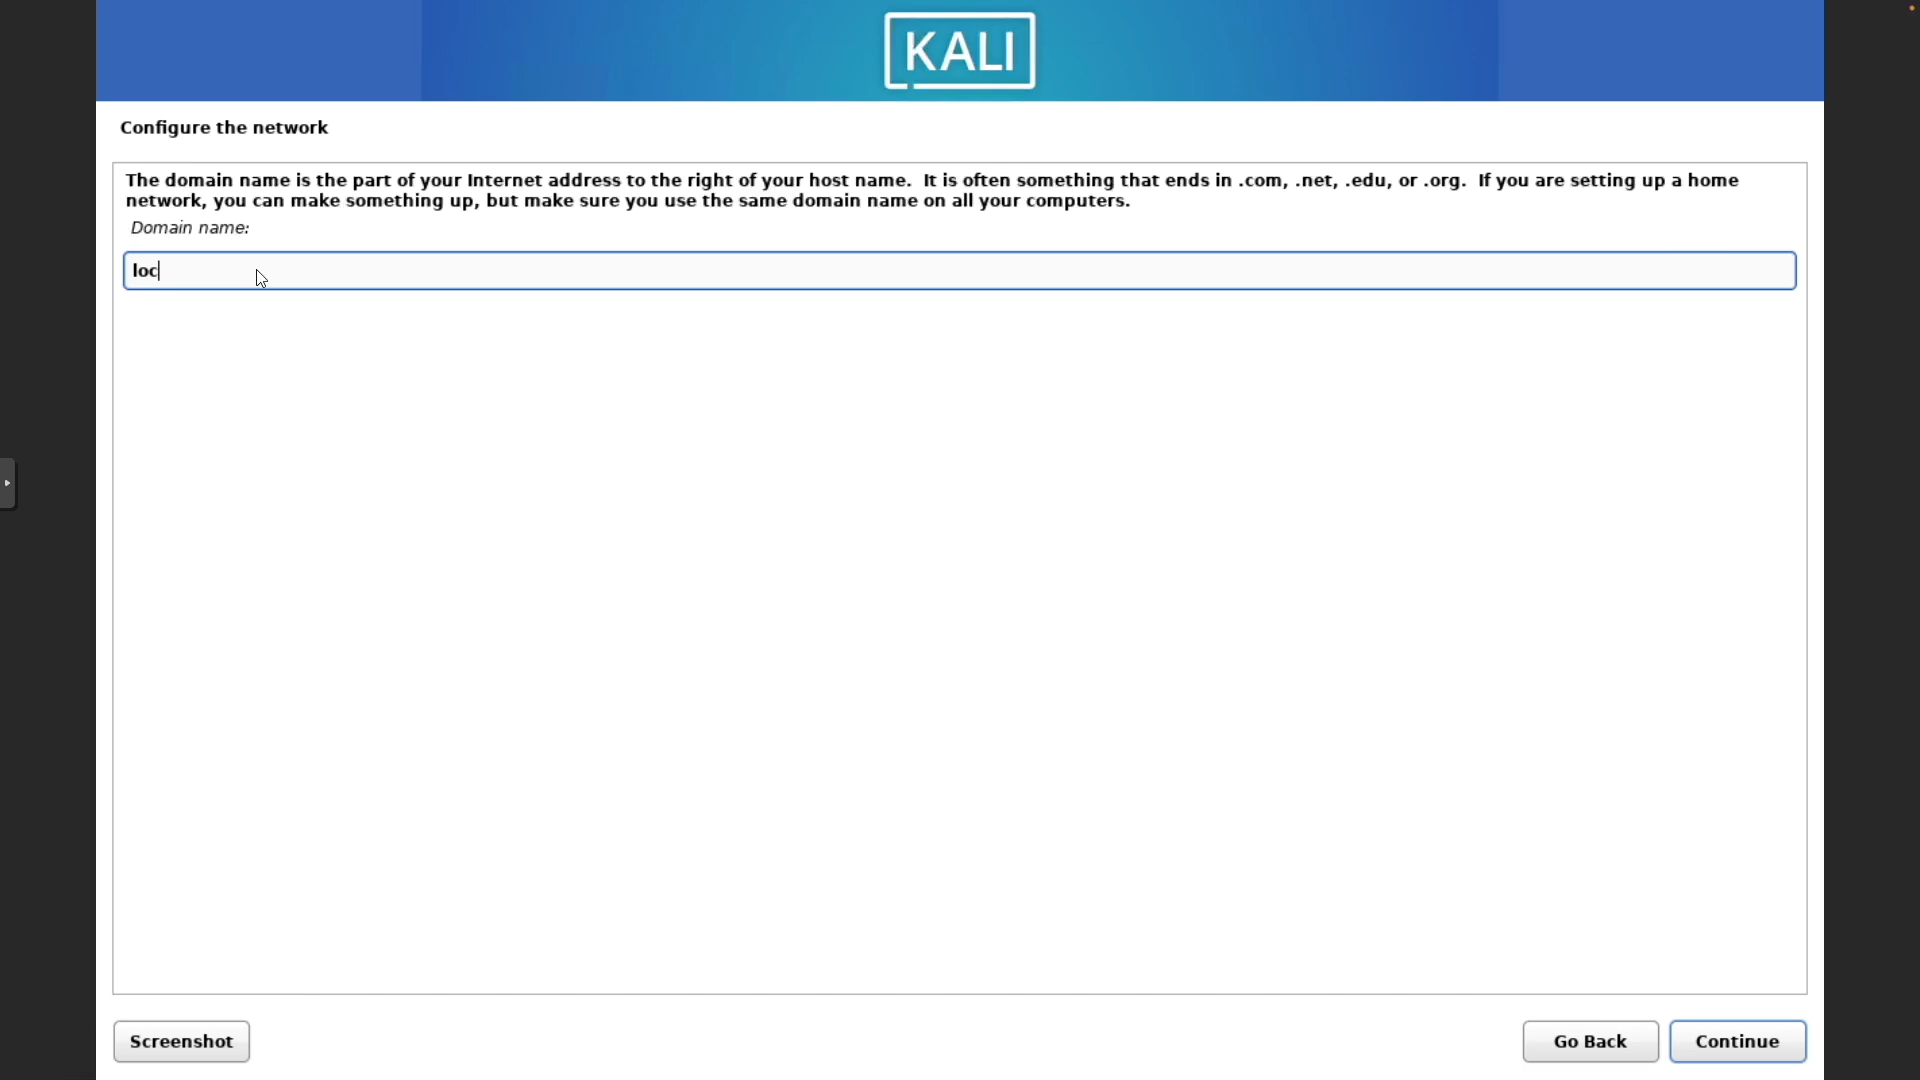 KALI
Configure the network
The domain name is the part of your Internet address to the right of your host name.  It is often something that ends in .com, .net, .edu, or .org.  If you are setting up a home
network, you can make something up, but make sure you use the same domain name on all your computers.
Domain name:
loc
Screenshot
Go Back
Continue